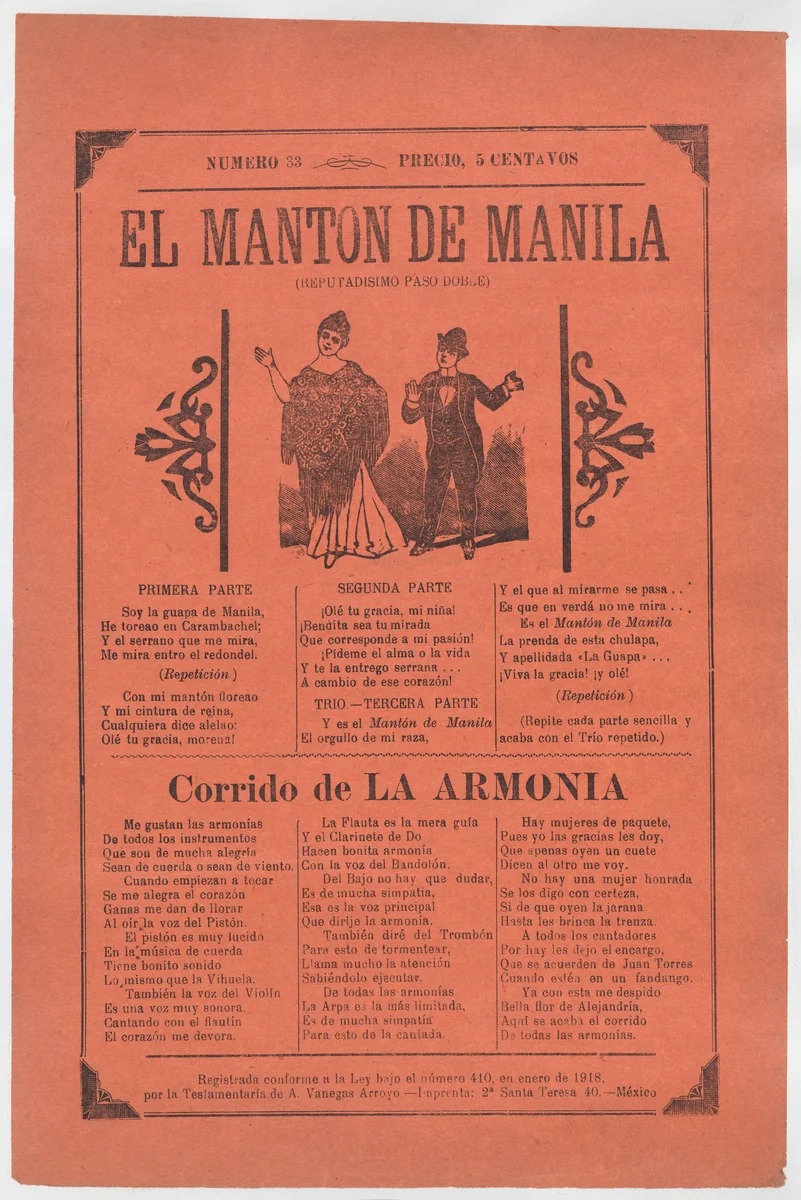 NUMERO 33 PRECIO, 5 CENTAVOS
EL MANTON DE MANILA
(REPUTADISIMO PASO DOBLE)
PRIMERA PARTE
Soy la guapa de Manila,
He toreao en Carambachel;
Y el serrano que me mira,
Me mira entro el redondel.
(Repetición)
Con mi mantón floreao
Y mi cintura de reina,
Cualquiera dice alelao:
Olé tu gracia, morena!
SEGUNDA PARTE
¡Olé tu gracia, mi niña!
¡Bendita sea tu mirada
Que corresponde a mi pasión!
¡Pídeme el alma o la vida
Y te la entrego serrana . . .
A cambio de ese corazón!
TRIO —TERCERA PARTE
Y es el Mantón de Manila
El orgullo de mi raza,
Y el que al mirarme se pasa . . .
Es que en verdá no me mira . . .
Es el Mantón de Manila
La prenda de esta chulapa,
Y apellidada «La Guapa» . . .
¡Viva la gracia! ¡y olé!
(Repetición)
(Repite cada parte sencilla y
acaba con el Trío repetido.)
Corrido de LA ARMONIA
Me gustan las armonías
De todos los instrumentos
Que son de mucha alegría
Sean de cuerda o sean de viento.
Cuando empiezan a tocar
Se me alegra el corazón
Ganas me dan de llorar
Al oír la voz del Pistón.
El pistón es muy lucido
En la música de cuerda
Tiene bonito sonido
Lo mismo que la Vihuela.
También la voz del Violín
Es una voz muy sonora
Cantando con el flautín
El corazón me devora.
La Flauta es la mera guía
Y el Clarinete de Do
Hacen bonita armonía
Con la voz del Bandolón.
Del Bajo no hay que dudar,
Es de mucha simpatía,
Esa es la voz principal
Que dirije la armonía.
También diré del Trombón
Para esto de tormentear,
Llama mucho la atención
Sabiéndolo ejecutar.
De todas las armonías
La Arpa es la más limitada,
Es de mucha simpatía
Para esto de la cantada.
Hay mujeres de paquete,
Pues yo las gracias les doy,
Que apenas oyen un cuete
Dicen al otro me voy.
No hay una mujer honrada
Se los digo con certeza,
Si de que oyen la jarana
Hasta les brinca la trenza.
A todos los cantadores
Por hay les dejo el encargo,
Que se acuerden de Juan Torres
Cuando estén en un fandango.
Ya con esta me despido
Bella flor de Alejandría,
Aquí se acaba el corrido
De todas las armonías.
Registrada conforme a la Ley bajo el número 410, en enero de 1918,
por la Testamentaría de A. Vanegas Arroyo —Imprenta: 2ª Santa Teresa 40.—México